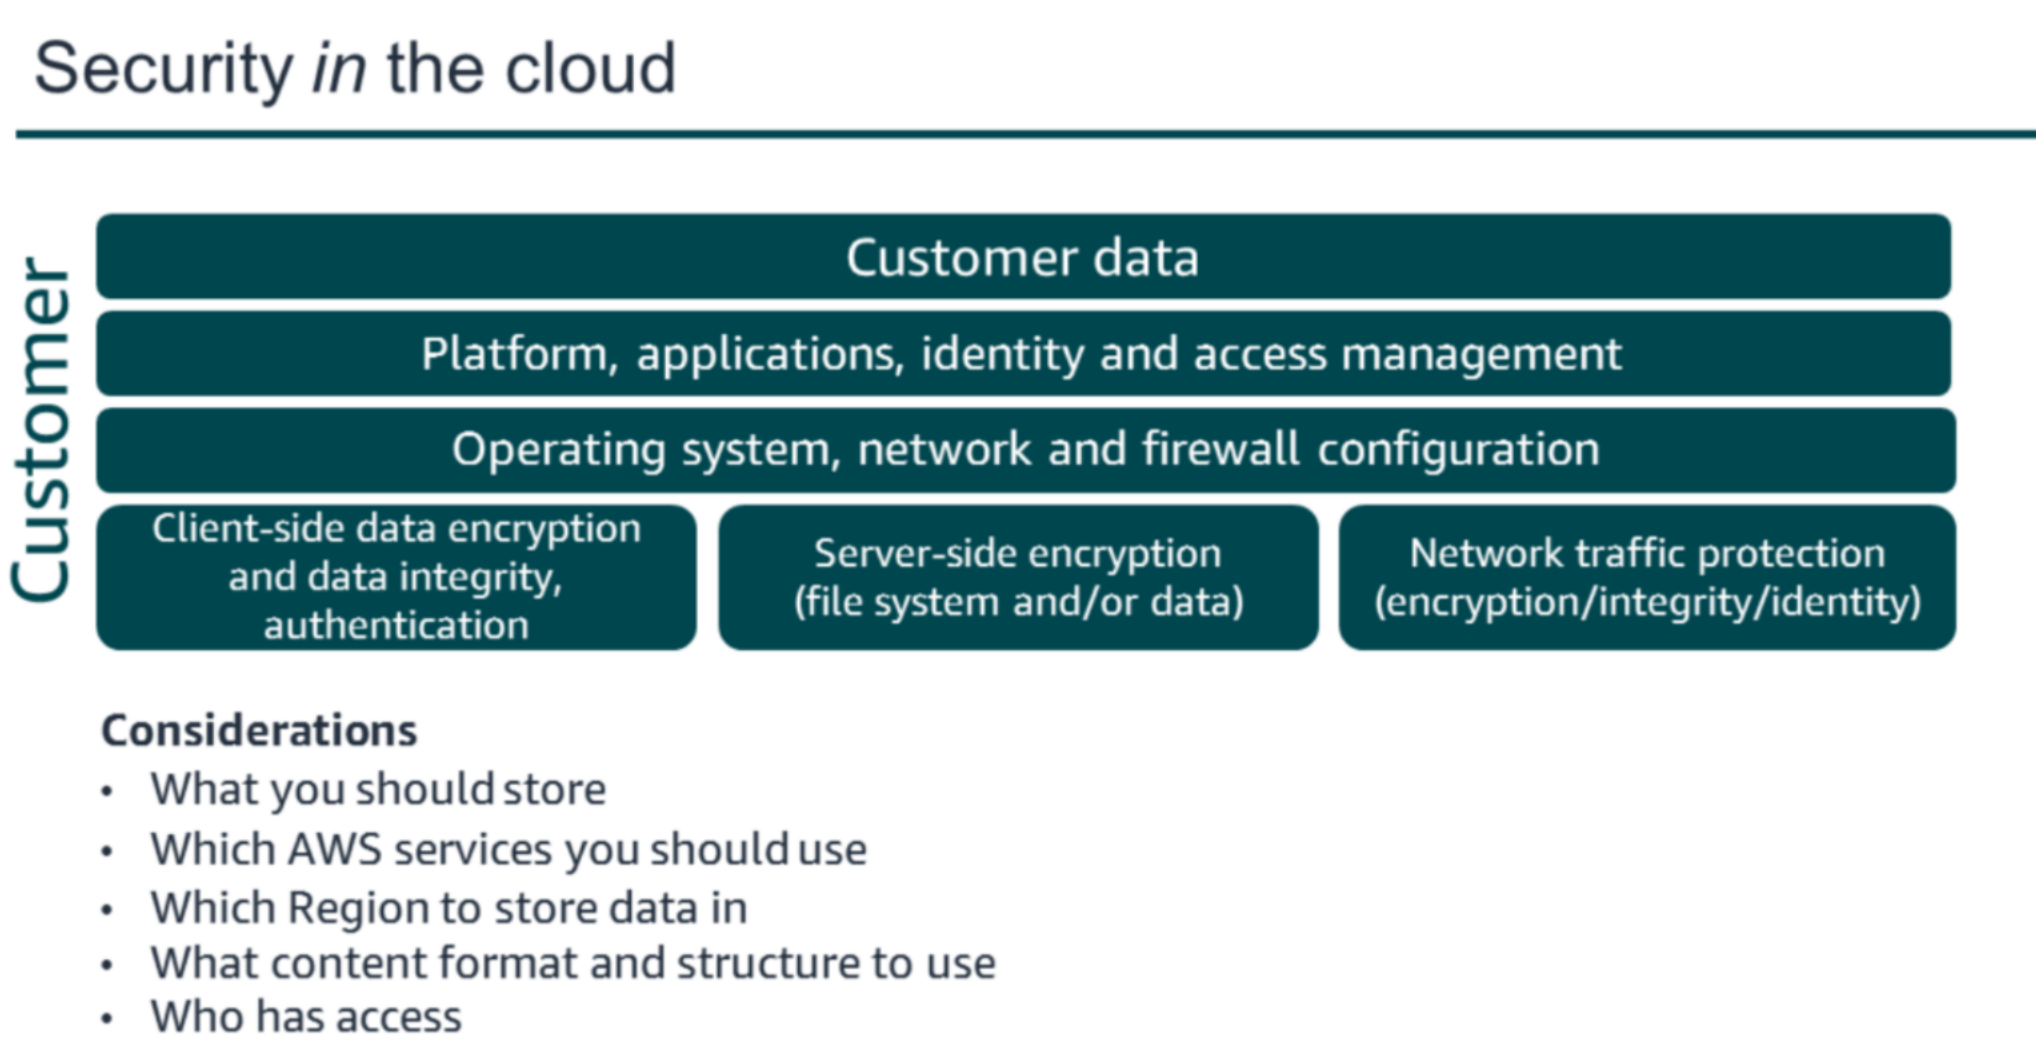 Security in the cloud
Customer
Customer data
Platform, applications, identity and access management
Operating system, network and firewall configuration
Client-side data encryption
and data integrity,
authentication
Server-side encryption
(file system and/or data)
Network traffic protection
(encryption/integrity/identity)
Considerations
• What you should store
• Which AWS services you should use
• Which Region to store data in
• What content format and structure to use
• Who has access